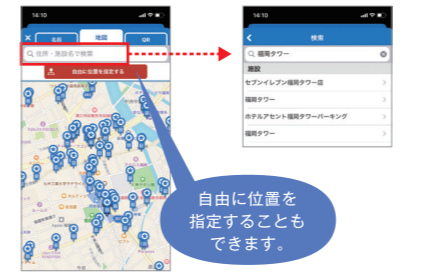 14:10
× 名前 地図 QR
住所・施設名で検索
自由に位置を指定する
14:10
検索
福岡タワー
施設
セブンイレブン福岡タワー店
福岡タワー
ホテルアセント福岡タワーパーキング
福岡タワー
自由に位置を
指定することも
できます。